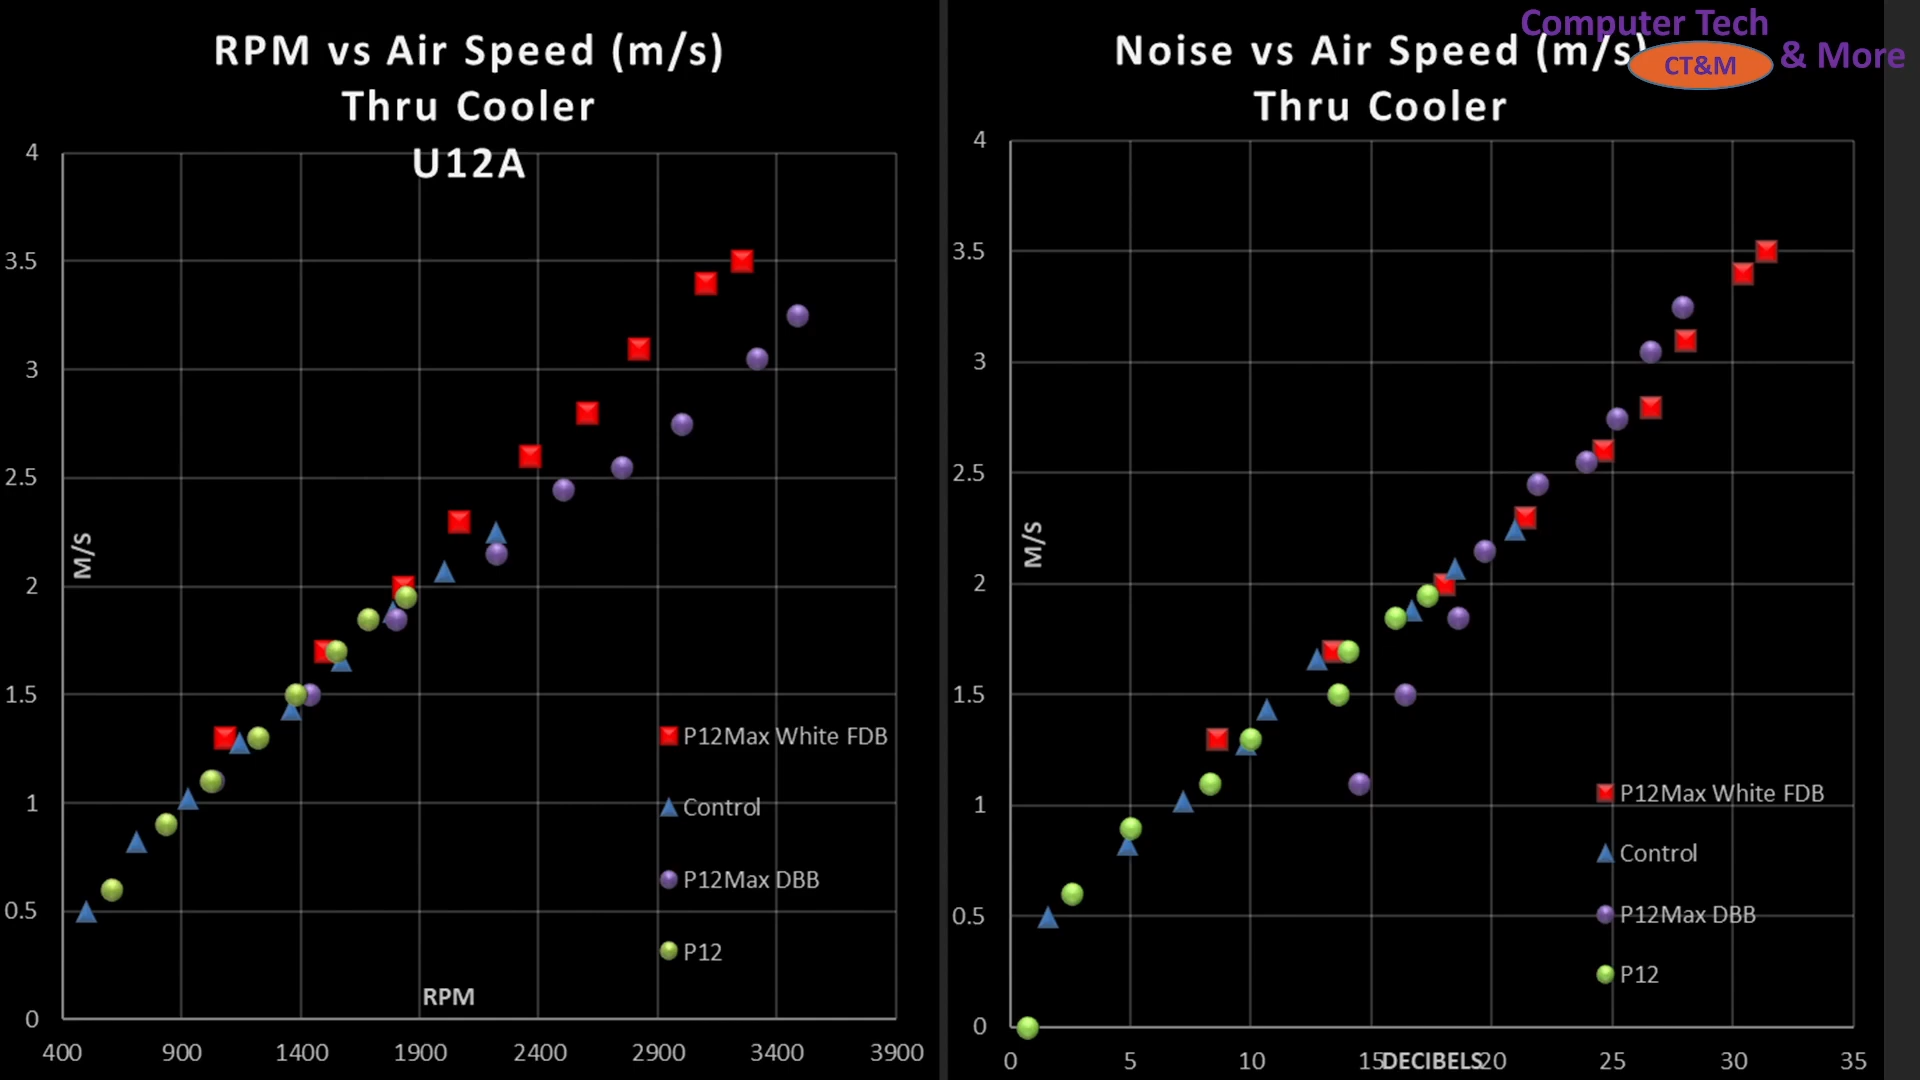 RPM vs Air Speed (m/s)
Thru Cooler
U12A
4
3.5
3
2.5
2
1.5
1
0.5
0
M/S
P12Max White FDB
Control
P12Max DBB
P12
RPM
400 900 1400 1900 2400 2900 3400 3900
Computer Tech
CT&M
& More
Noise vs Air Speed (m/s)
Thru Cooler
4
3.5
3
2.5
2
1.5
1
0.5
0
M/S
P12Max White FDB
Control
P12Max DBB
P12
0 5 10 15 DECIBELS 20 25 30 35